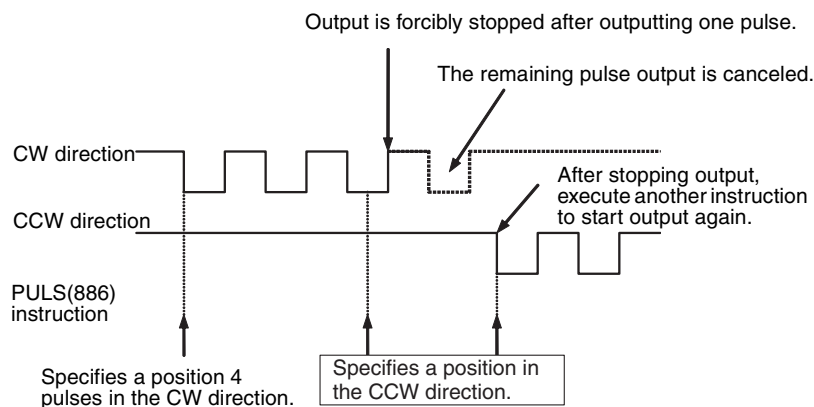 Output is forcibly stopped after outputting one pulse.
The remaining pulse output is canceled.
CW direction
After stopping output,
execute another instruction
to start output again.
CCW direction
PULS(886)
instruction
Specifies a position 4
pulses in the CW direction.
Specifies a position in
the CCW direction.